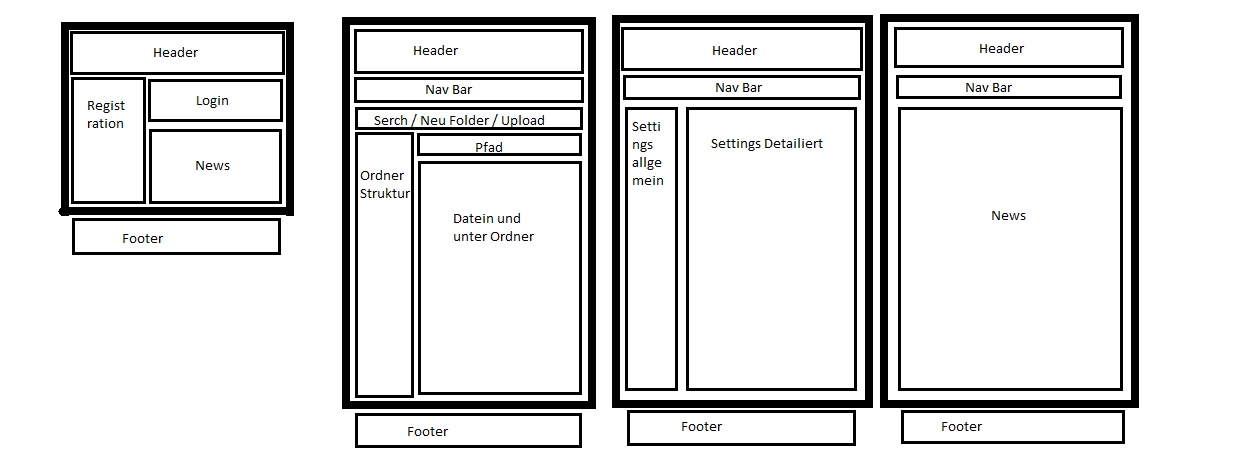 Header
Regist
ration
Login
News
Footer
Header
Nav Bar
Serch / Neu Folder / Upload
Pfad
Ordner
Struktur
Datein und
unter Ordner
Footer
Header
Nav Bar
Setti
ngs
allge
mein
Settings Detailiert
Footer
Header
Nav Bar
News
Footer